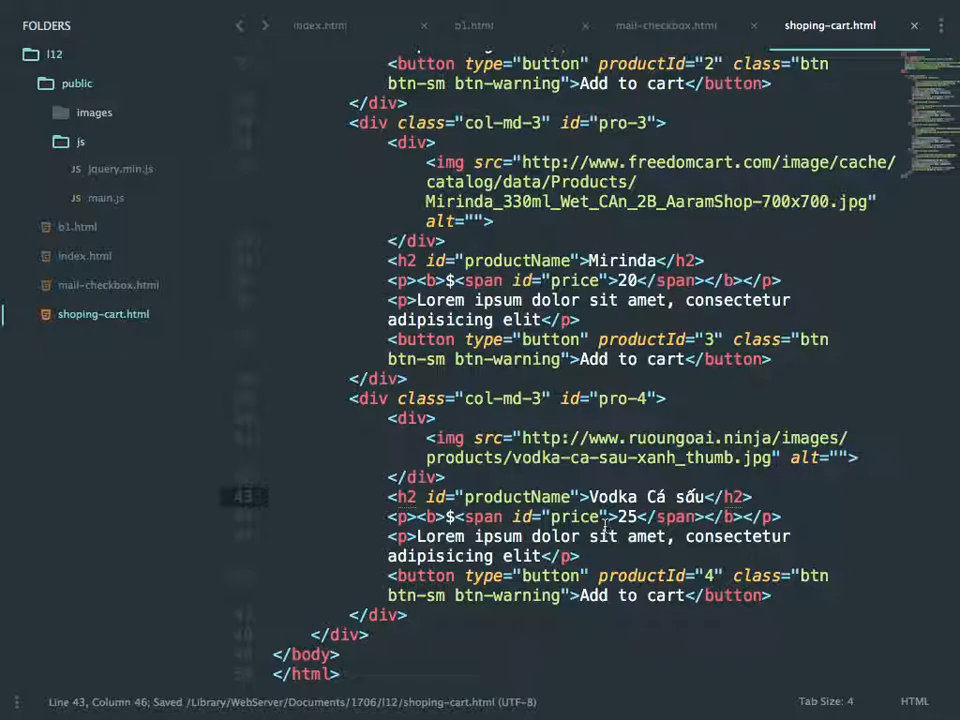 FOLDERS
index.html
b1.html
mail-checkbox.html
shoping-cart.html
l12
public
images
js
JS jquery.min.js
JS main.js
b1.html
index.html
mail-checkbox.html
shoping-cart.html
<button type="button" productId="2" class="btn
btn-sm btn-warning">Add to cart</button>
</div>
<div class="col-md-3" id="pro-3">
<div>
<img src="http://www.freedomcart.com/image/cache/
catalog/data/Products/
Mirinda_330ml_Wet_CAn_2B_AaramShop-700x700.jpg"
alt="">
</div>
<h2 id="productName">Mirinda</h2>
<p><b>$<span id="price">20</span></b></p>
<p>Lorem ipsum dolor sit amet, consectetur
adipisicing elit</p>
<button type="button" productId="3" class="btn
btn-sm btn-warning">Add to cart</button>
</div>
<div class="col-md-3" id="pro-4">
<div>
<img src="http://www.ruoungoai.ninja/images/
products/vodka-ca-sau-xanh_thumb.jpg" alt="">
</div>
43 <h2 id="productName">Vodka Cá sấu</h2>
<p><b>$<span id="price">25</span></b></p>
<p>Lorem ipsum dolor sit amet, consectetur
adipisicing elit</p>
<button type="button" productId="4" class="btn
btn-sm btn-warning">Add to cart</button>
</div>
</div>
</body>
</html>
Line 43, Column 46; Saved /Library/WebServer/Documents/1706/l12/shoping-cart.html (UTF-8)
Tab Size: 4
HTML